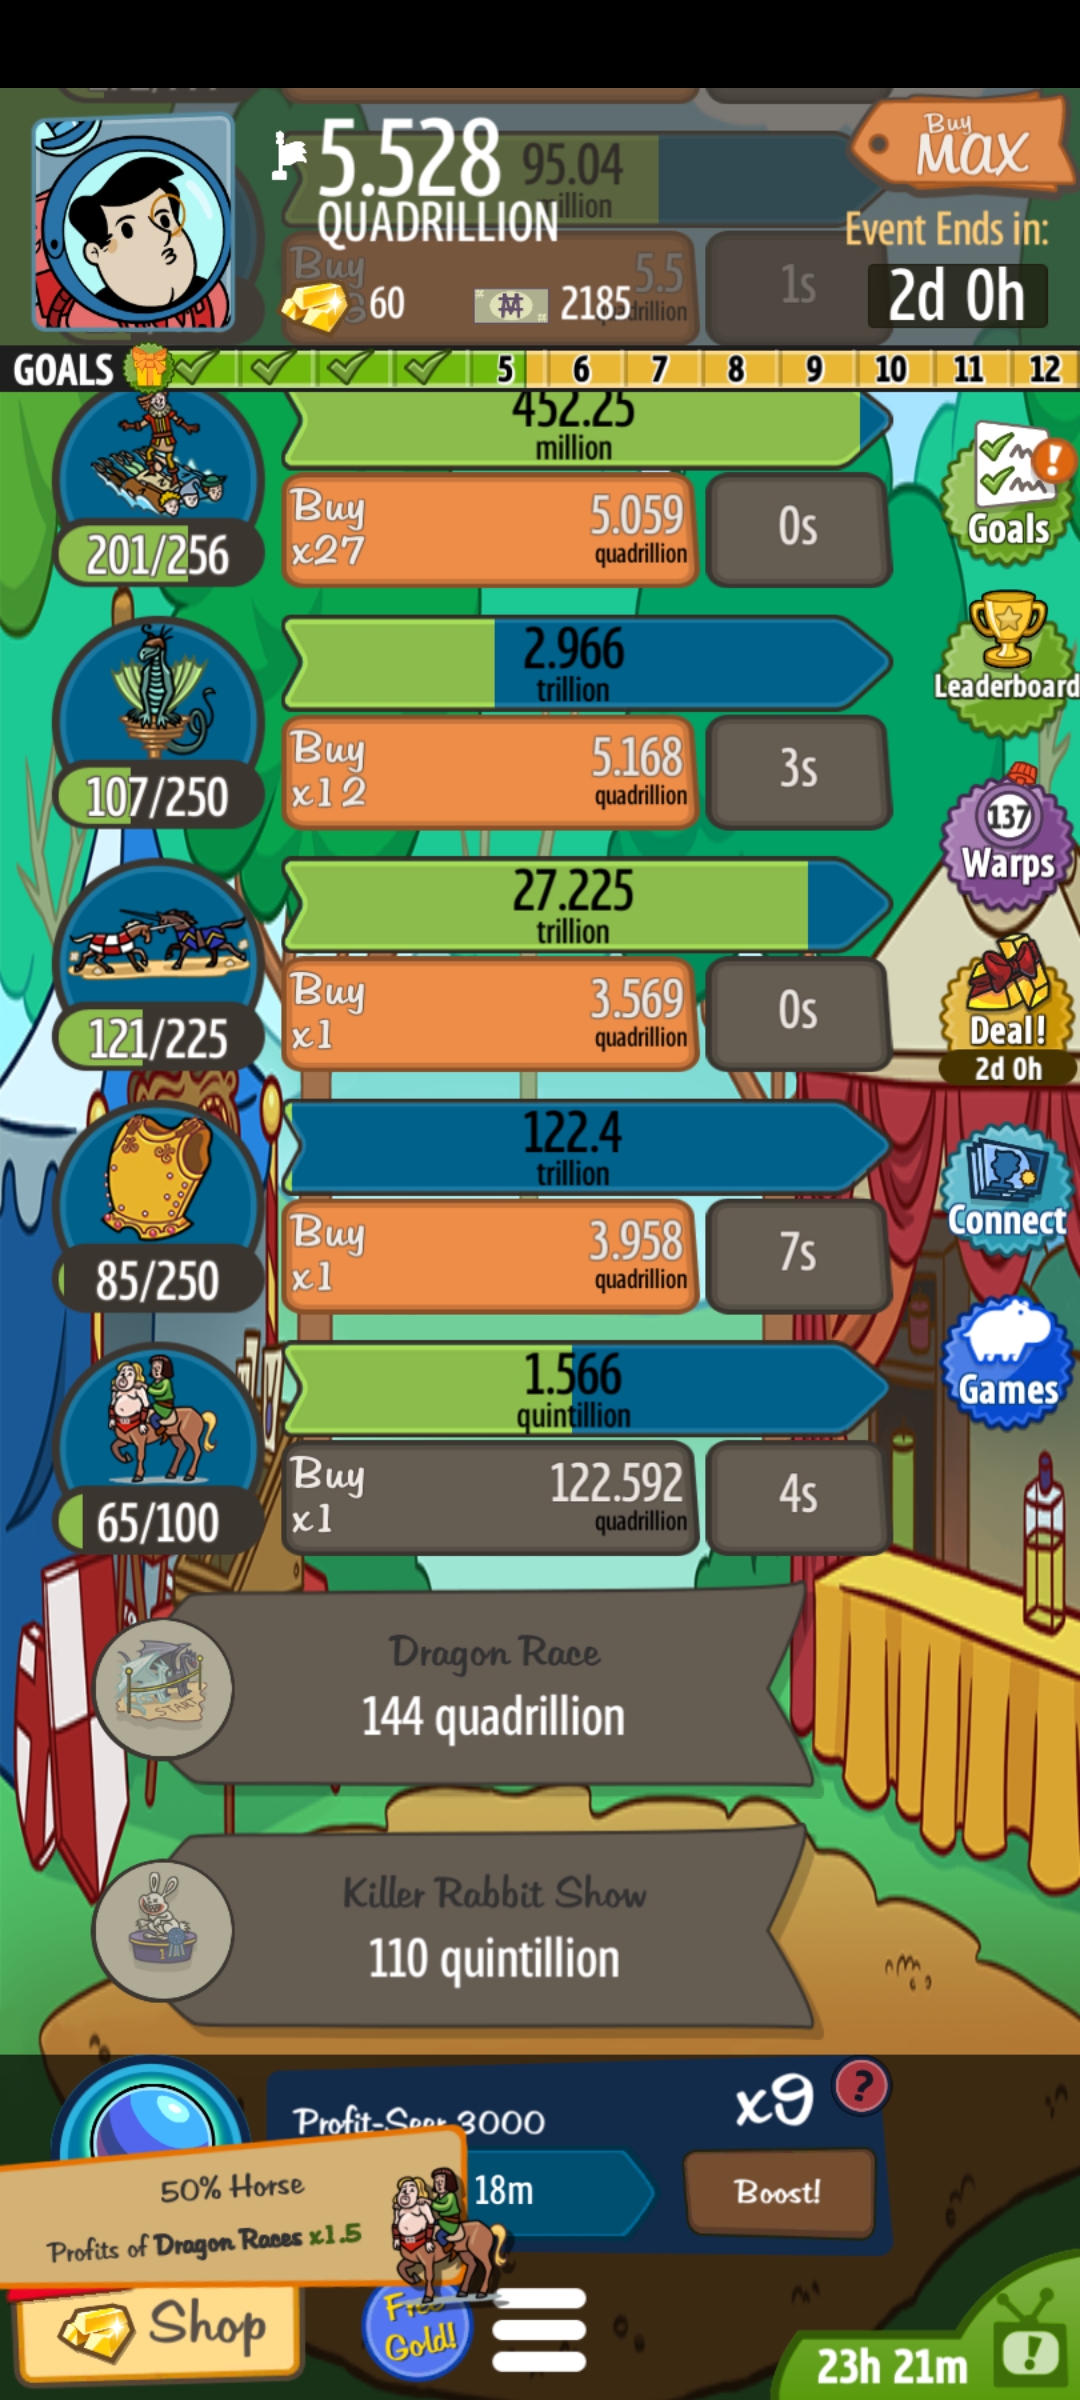 5.528
QUADRILLION
95.04
Buy
MAX
Event Ends in:
2d 0h
Buy
5.5
1s
60
2185
GOALS
5 6 7 8 9 10 11 12
452.25
million
201/256
Buy
x27
5.059
quadrillion
0s
Goals
2.966
trillion
107/250
Buy
x12
5.168
quadrillion
3s
Leaderboard
137
Warps
27.225
trillion
121/225
Buy
x1
3.569
quadrillion
0s
Deal!
2d 0h
122.4
trillion
85/250
Buy
x1
3.958
quadrillion
7s
Connect
1.566
quintillion
65/100
Buy
x1
122.592
quadrillion
4s
Games
START
Dragon Race
144 quadrillion
Killer Rabbit Show
110 quintillion
1
Profit-Seer 3000
x9
?
18m
Boost!
50% Horse
Profits of Dragon Races x1.5
Shop
Free
Gold!
23h 21m